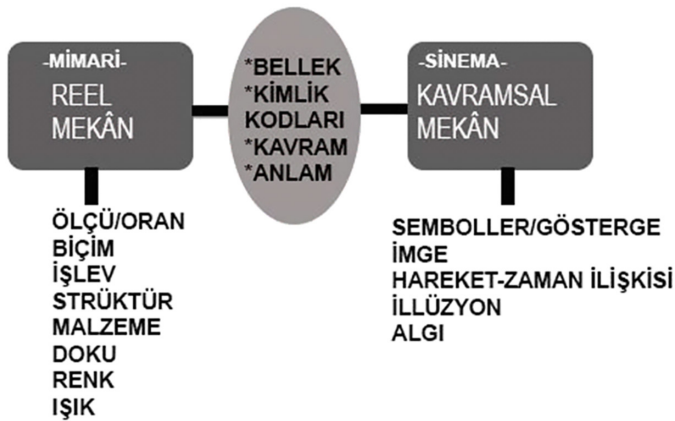 -MİMARİ-
REEL
MEKÂN
*BELLEK
*KİMLİK
KODLARI
*KAVRAM
*ANLAM
-SİNEMA-
KAVRAMSAL
MEKÂN
ÖLÇÜ/ORAN
BİÇİM
İŞLEV
STRÜKTÜR
MALZEME
DOKU
RENK
IŞIK
SEMBOLLER/GÖSTERGE
İMGE
HAREKET-ZAMAN İLİŞKİSİ
İLLÜZYON
ALGI